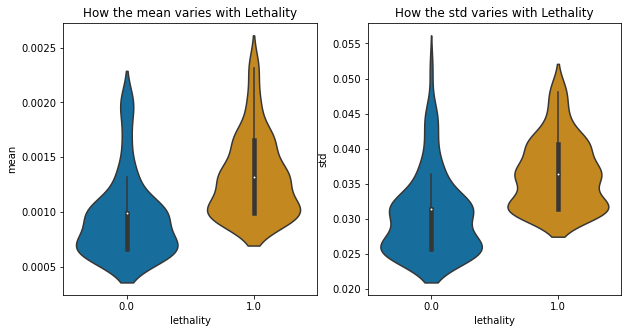 How the mean varies with Lethality
mean
0.0025
0.0020
0.0015
0.0010
0.0005
0.0
1.0
lethality
How the std varies with Lethality
std
0.055
0.050
0.045
0.040
0.035
0.030
0.025
0.020
0.0
1.0
lethality